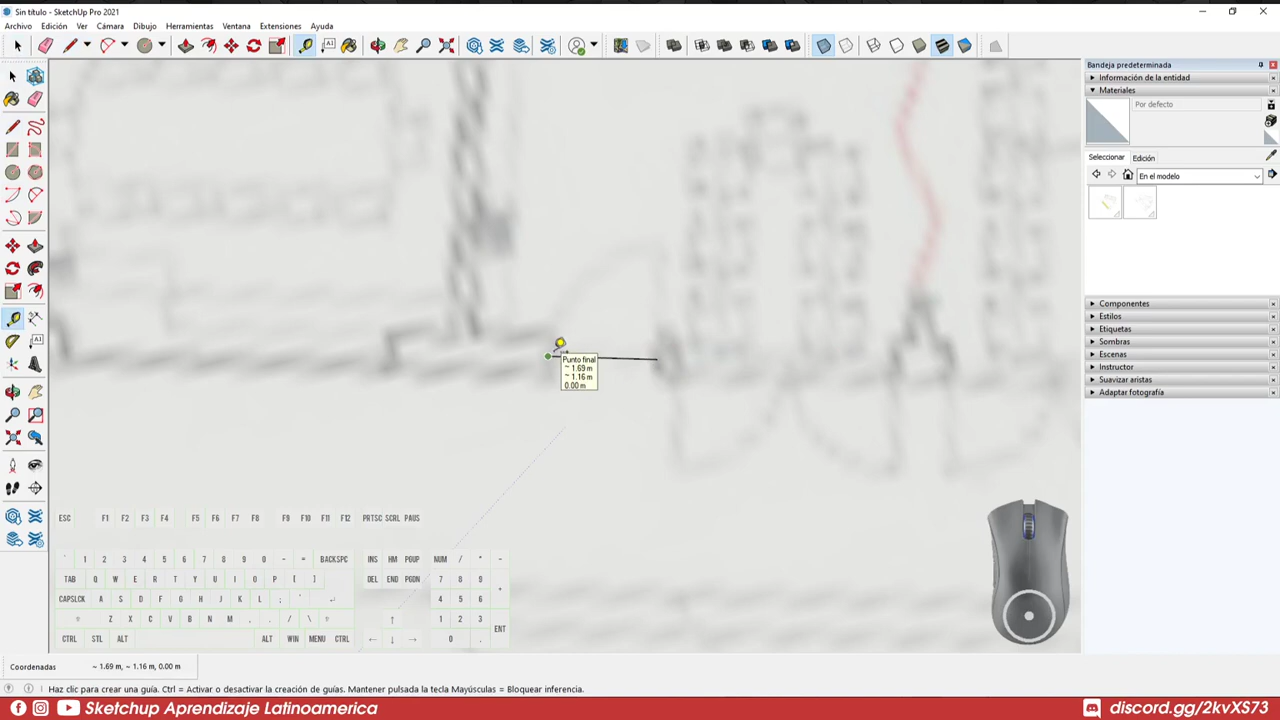 Sin título - SketchUp Pro 2021
Archivo Edición Ver Cámara Dibujo Herramientas Ventana Extensiones Ayuda
Bandeja predeterminada
Información de la entidad
Materiales
Por defecto
Seleccionar Edición
En el modelo
Componentes
Estilos
Etiquetas
Sombras
Escenas
Instructor
Suavizar aristas
Adaptar fotografía
Punto final
~ 1.69 m
~ 1.16 m
0.00 m
ESC F1 F2 F3 F4 F5 F6 F7 F8 F9 F10 F11 F12 PRTSC SCRL PAUS
` 1 2 3 4 5 6 7 8 9 0 - = BACKSPC INS HM PGUP NUM / * -
TAB Q W E R T Y U I O P [ ] DEL END PGDN 7 8 9 +
CAPSLCK A S D F G H J K L ; ' 4 5 6
Z X C V B N M , . / \ 1 2 3 ENT
CTRL STL ALT ALT WIN MENU CTRL 0 .
Coordenadas ~ 1.69 m, ~ 1.16 m, 0.00 m
Haz clic para crear una guía. Ctrl = Activar o desactivar la creación de guías. Mantener pulsada la tecla Mayúsculas = Bloquear inferencia.
Sketchup Aprendizaje Latinoamerica
discord.gg/2kvXS73